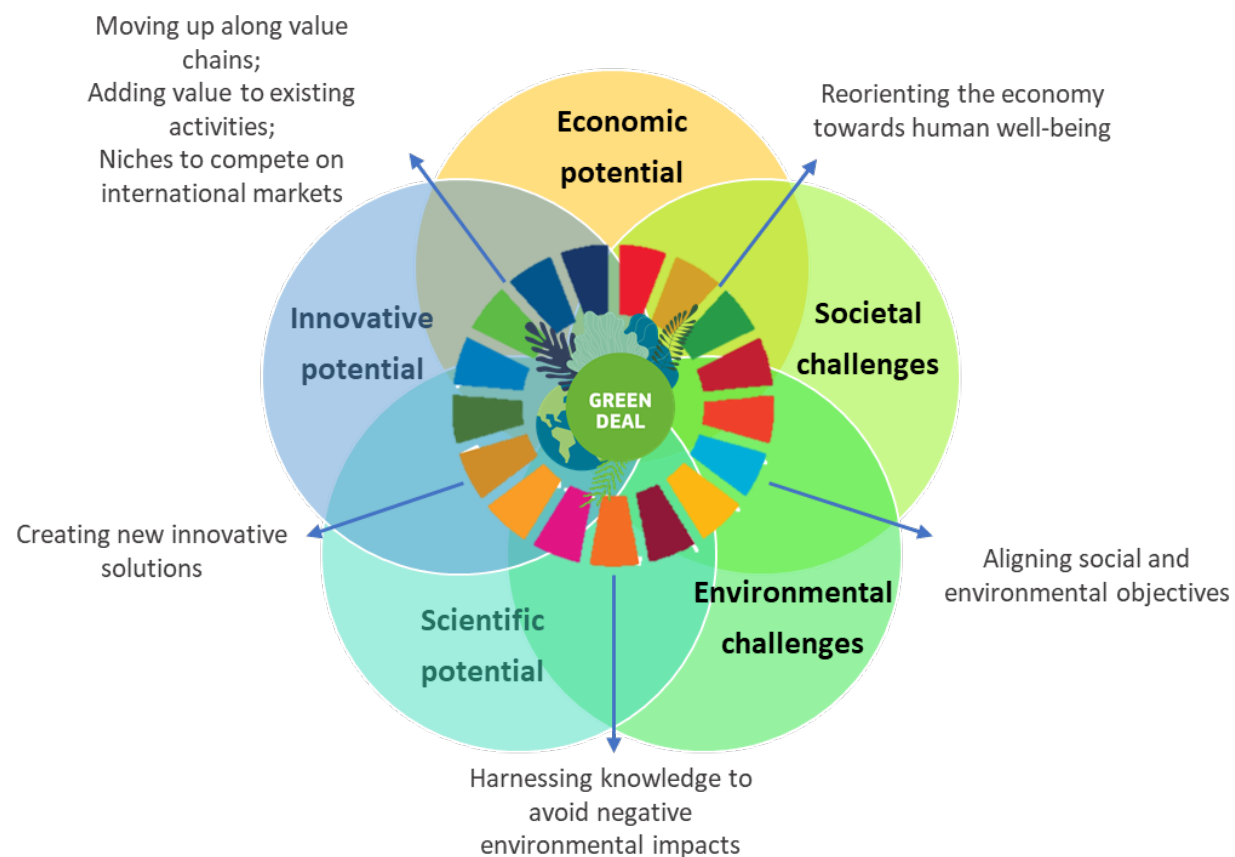 Moving up along value
chains;
Adding value to existing
activities;
Niches to compete on
international markets
Economic
potential
Reorienting the economy
towards human well-being
Innovative
potential
Societal
challenges
GREEN
DEAL
Creating new innovative
solutions
Aligning social and
environmental objectives
Scientific
potential
Environmental
challenges
Harnessing knowledge to
avoid negative
environmental impacts